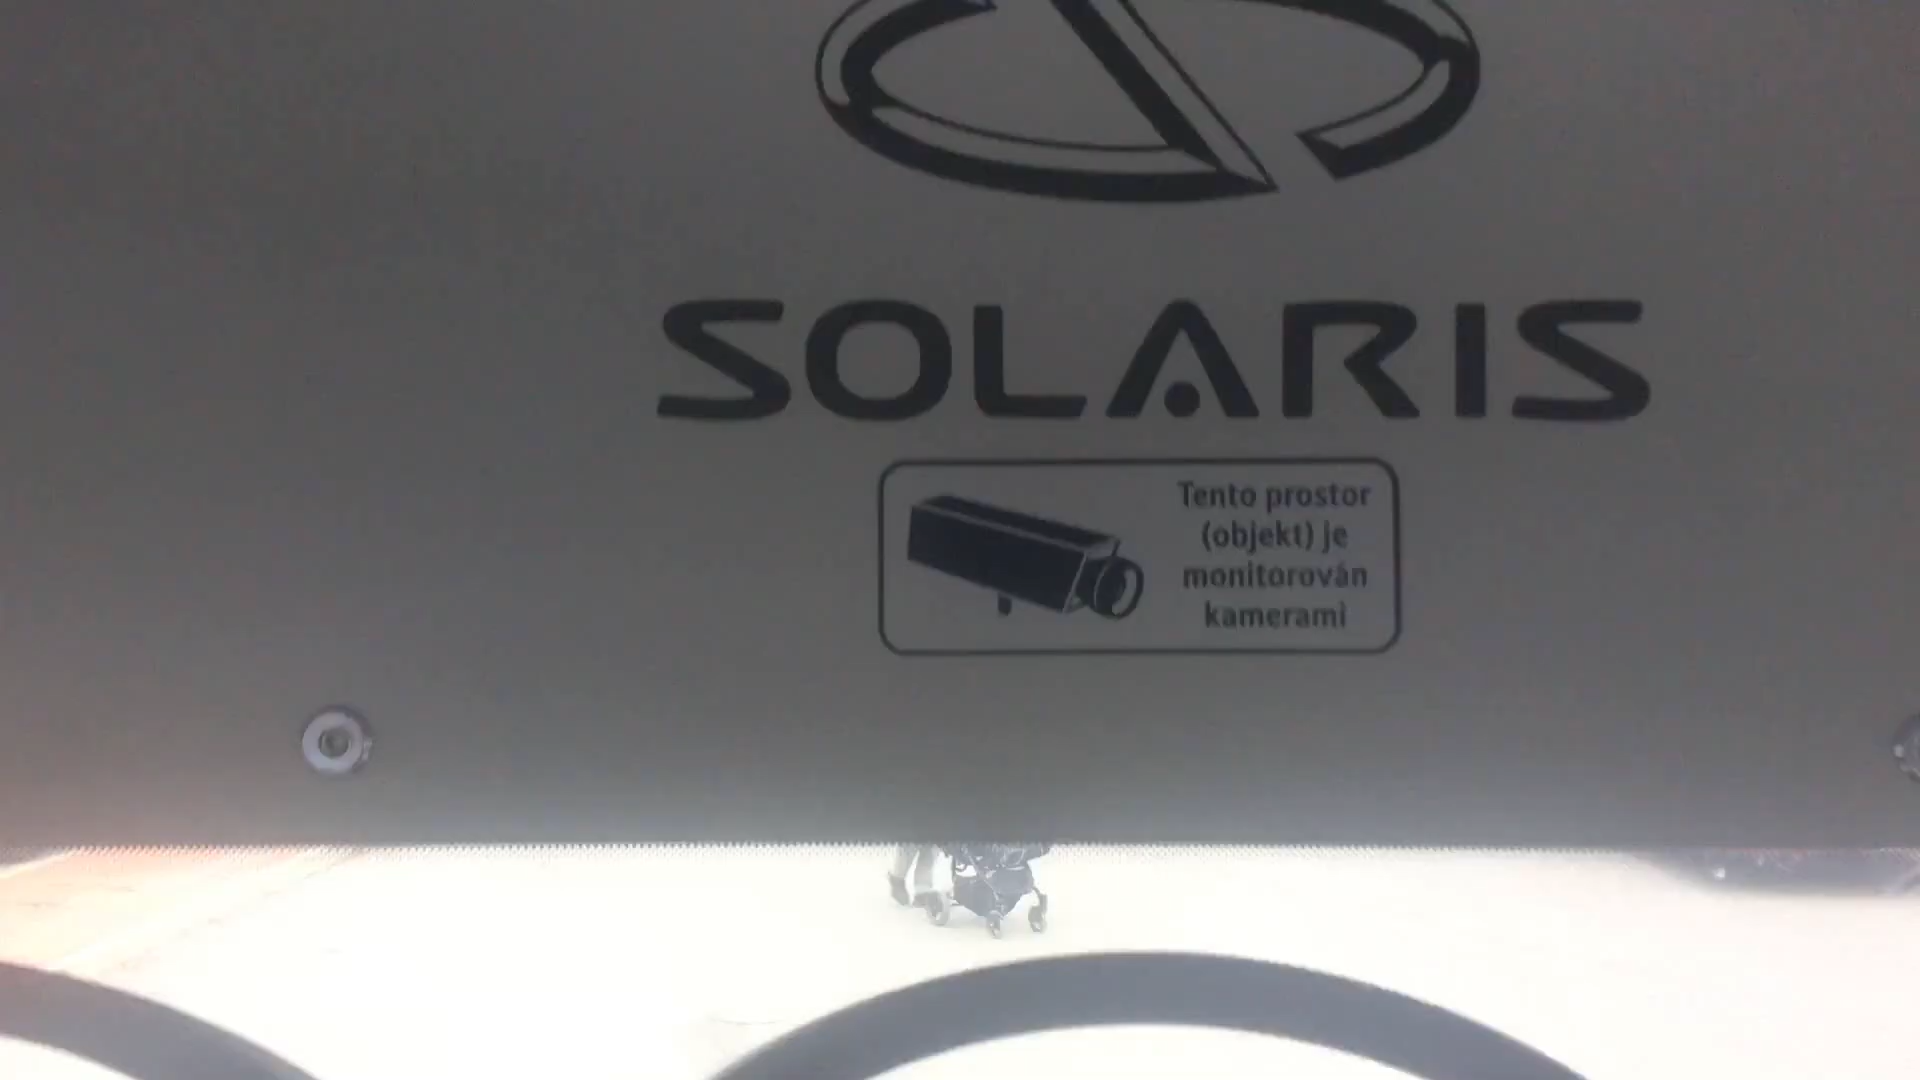 SOLARIS
Tento prostor
(objekt) je
monitorován
kamerami